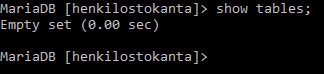 MariaDB [henkilostokanta]> show tables;
Empty set (0.00 sec)
MariaDB [henkilostokanta]>